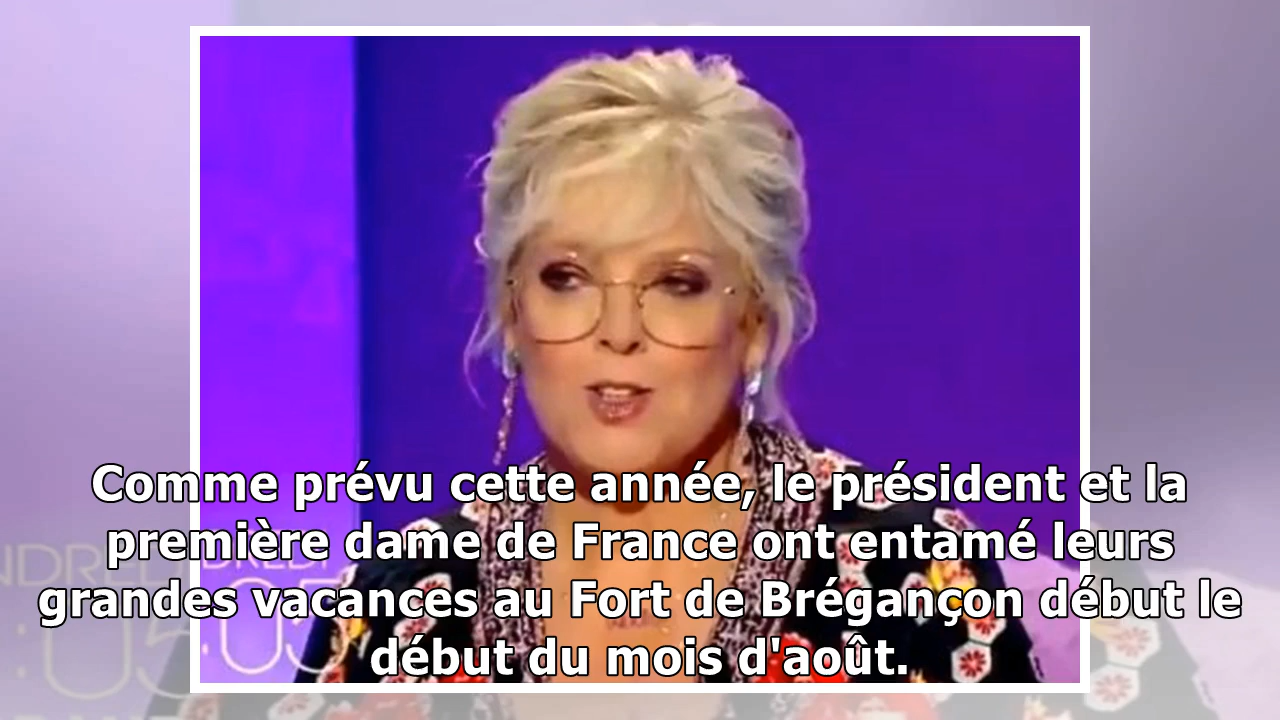 Comme prévu cette année, le président et la
première dame de France ont entamé leurs
grandes vacances au Fort de Brégançon début le
début du mois d'août.